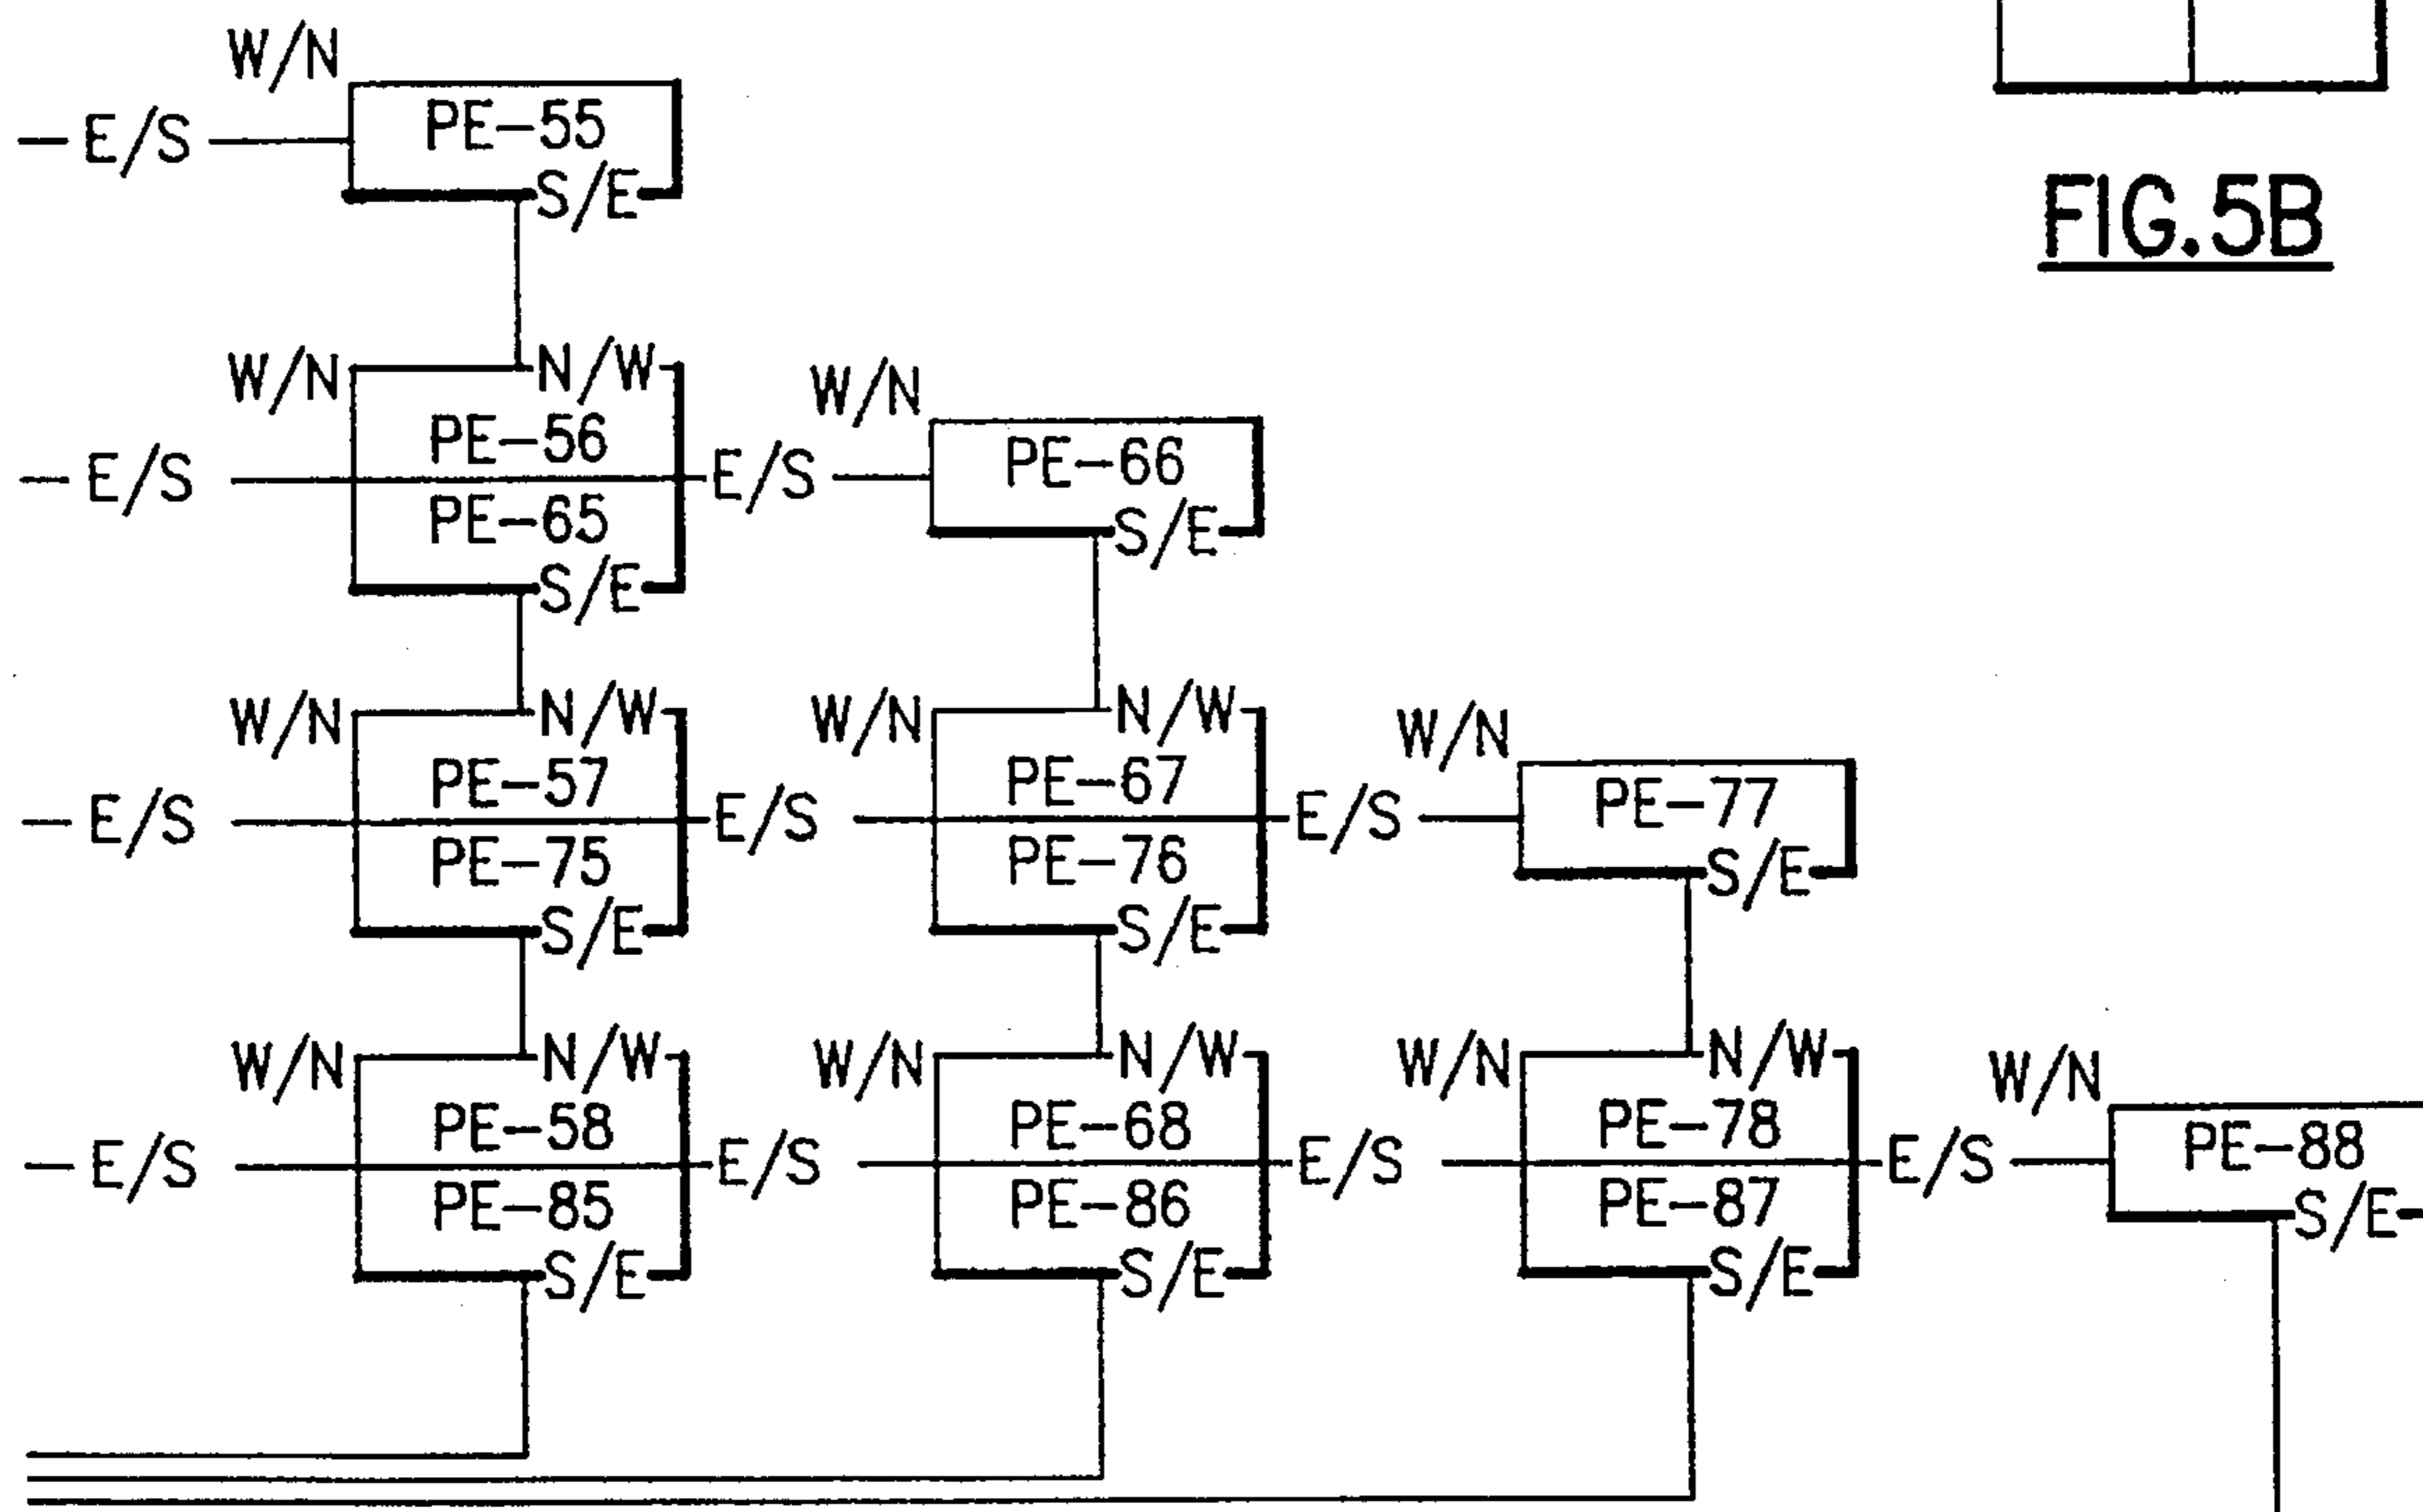 W/N
PE-55
— E/S
S/E
FIG.5B
W/N N/W W/N
PE-56 PE-66
— E/S E/S
PE-65
S/E S/E
W/N N/W W/N N/W W/N
PE-57 PE-67 PE-77
— E/S E/S E/S
PE-75 PE-76
S/E S/E S/E
W/N N/W W/N N/W W/N N/W W/N
PE-58 PE-68 PE-78 PE-88
— E/S E/S E/S E/S
PE-85 PE-86 PE-87
S/E S/E S/E S/E